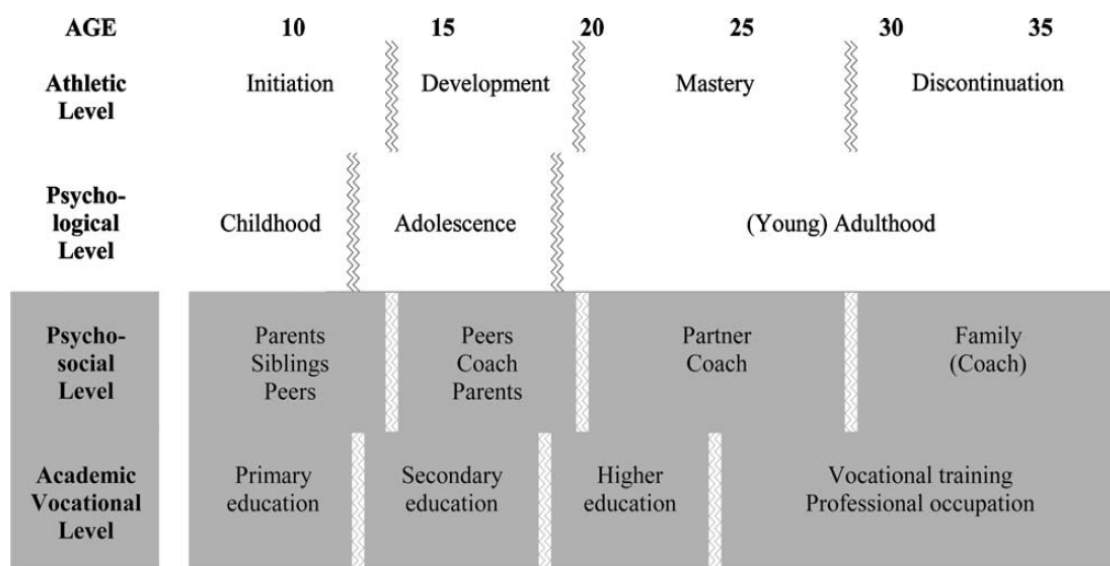 AGE 10 15 20 25 30 35
Athletic Level Initiation Development Mastery Discontinuation
Psycho-
logical
Level
Childhood Adolescence (Young) Adulthood
Psycho-
social
Level
Parents
Siblings
Peers
Peers
Coach
Parents
Partner
Coach
Family
(Coach)
Academic
Vocational
Level
Primary
education
Secondary
education
Higher
education
Vocational training
Professional occupation